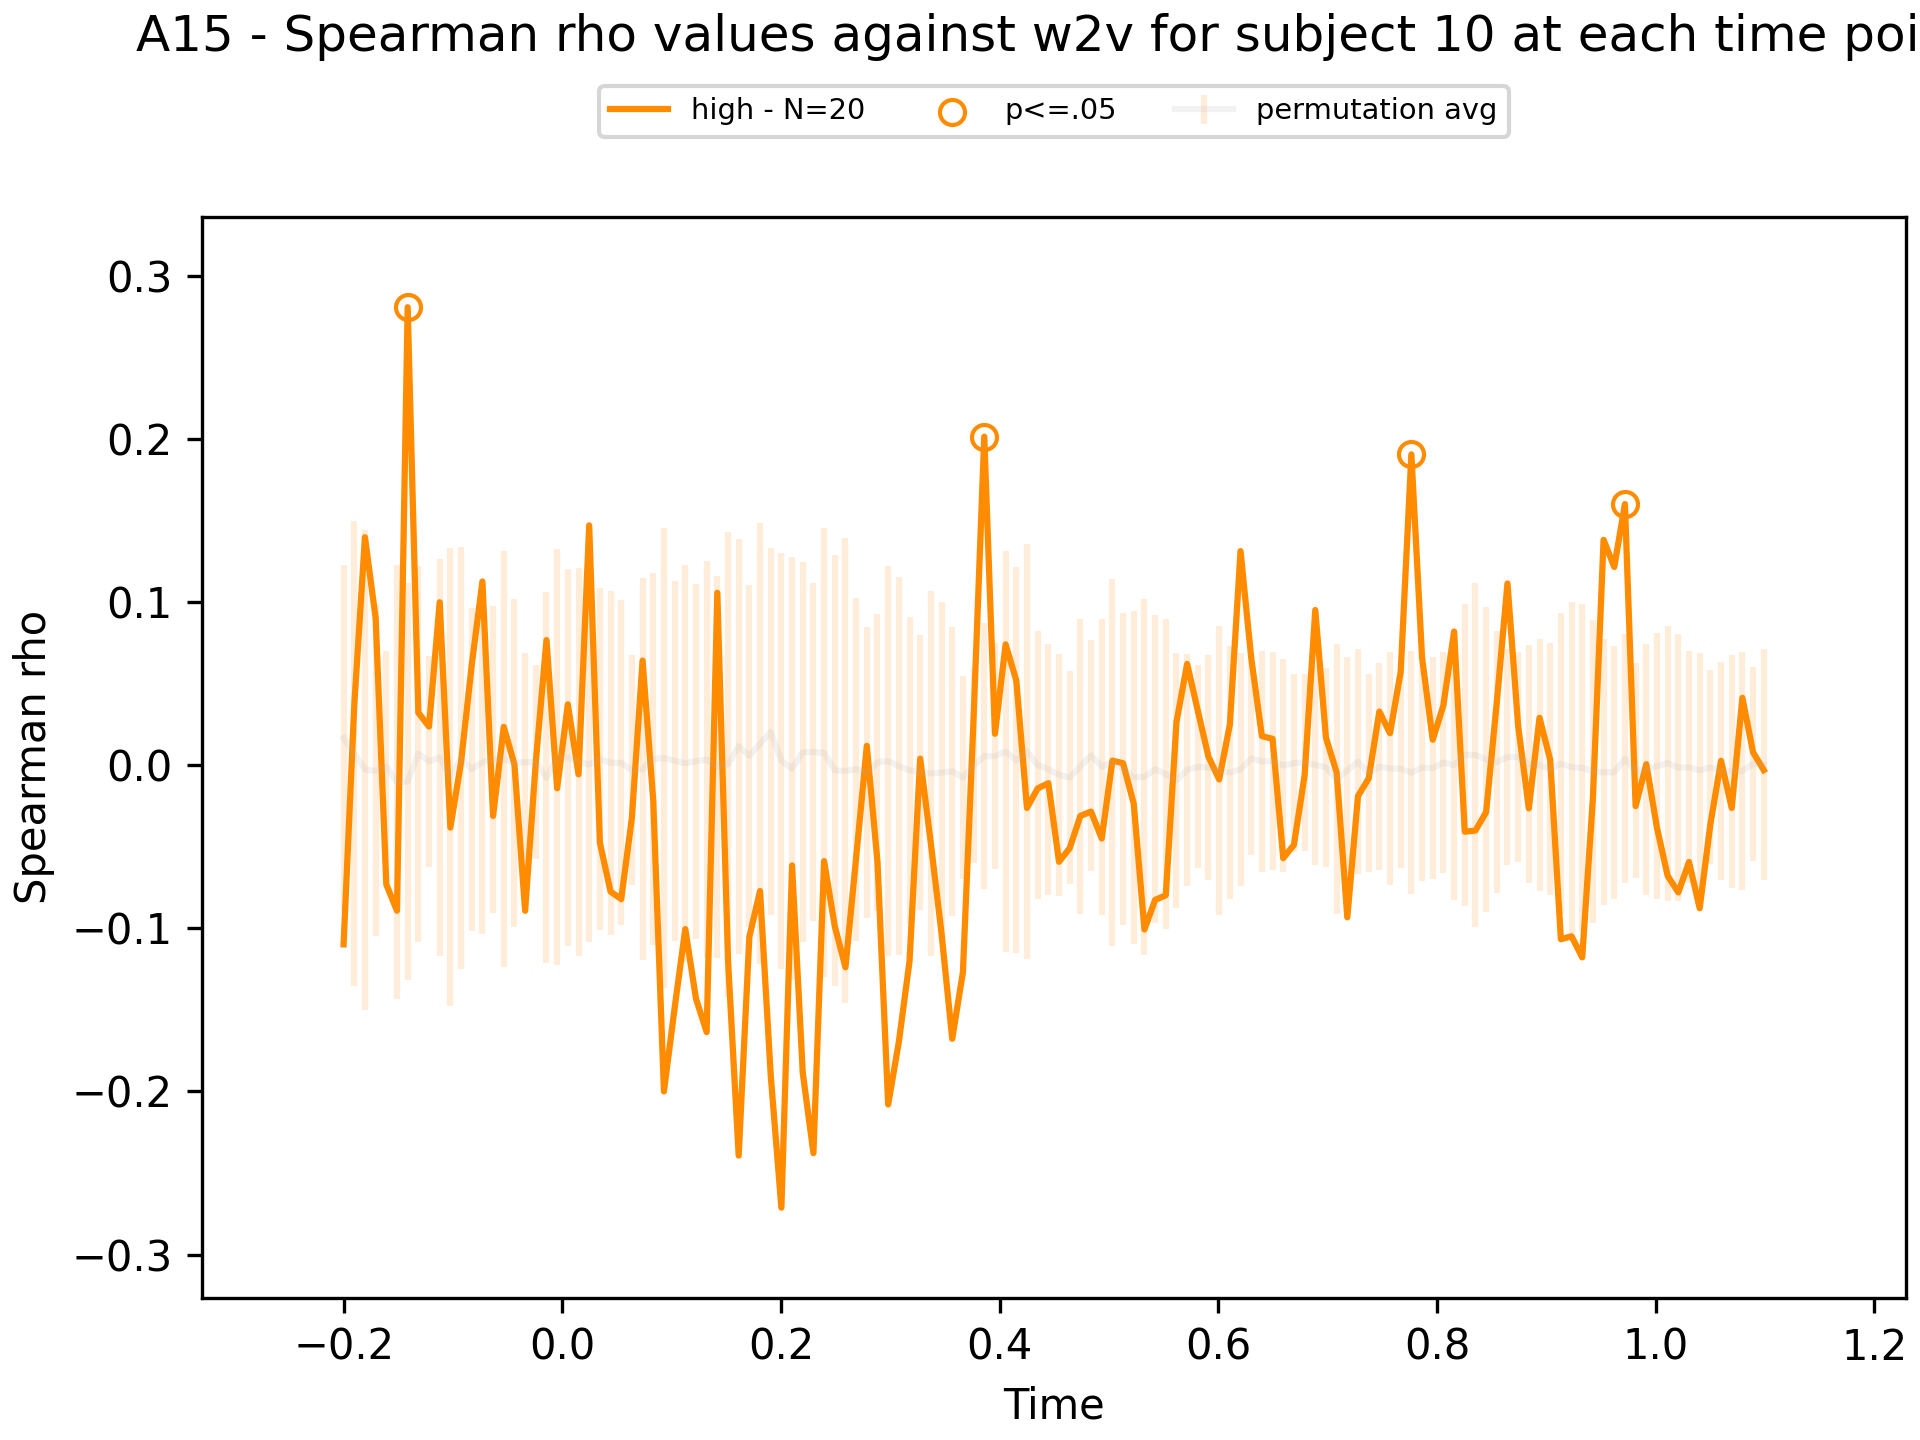 A15 - Spearman rho values against w2v for subject 10 at each time poi
high - N=20
p<=.05
permutation avg
0.3
0.2
0.1
0.0
−0.1
−0.2
−0.3
Spearman rho
−0.2
0.0
0.2
0.4
0.6
0.8
1.0
1.2
Time